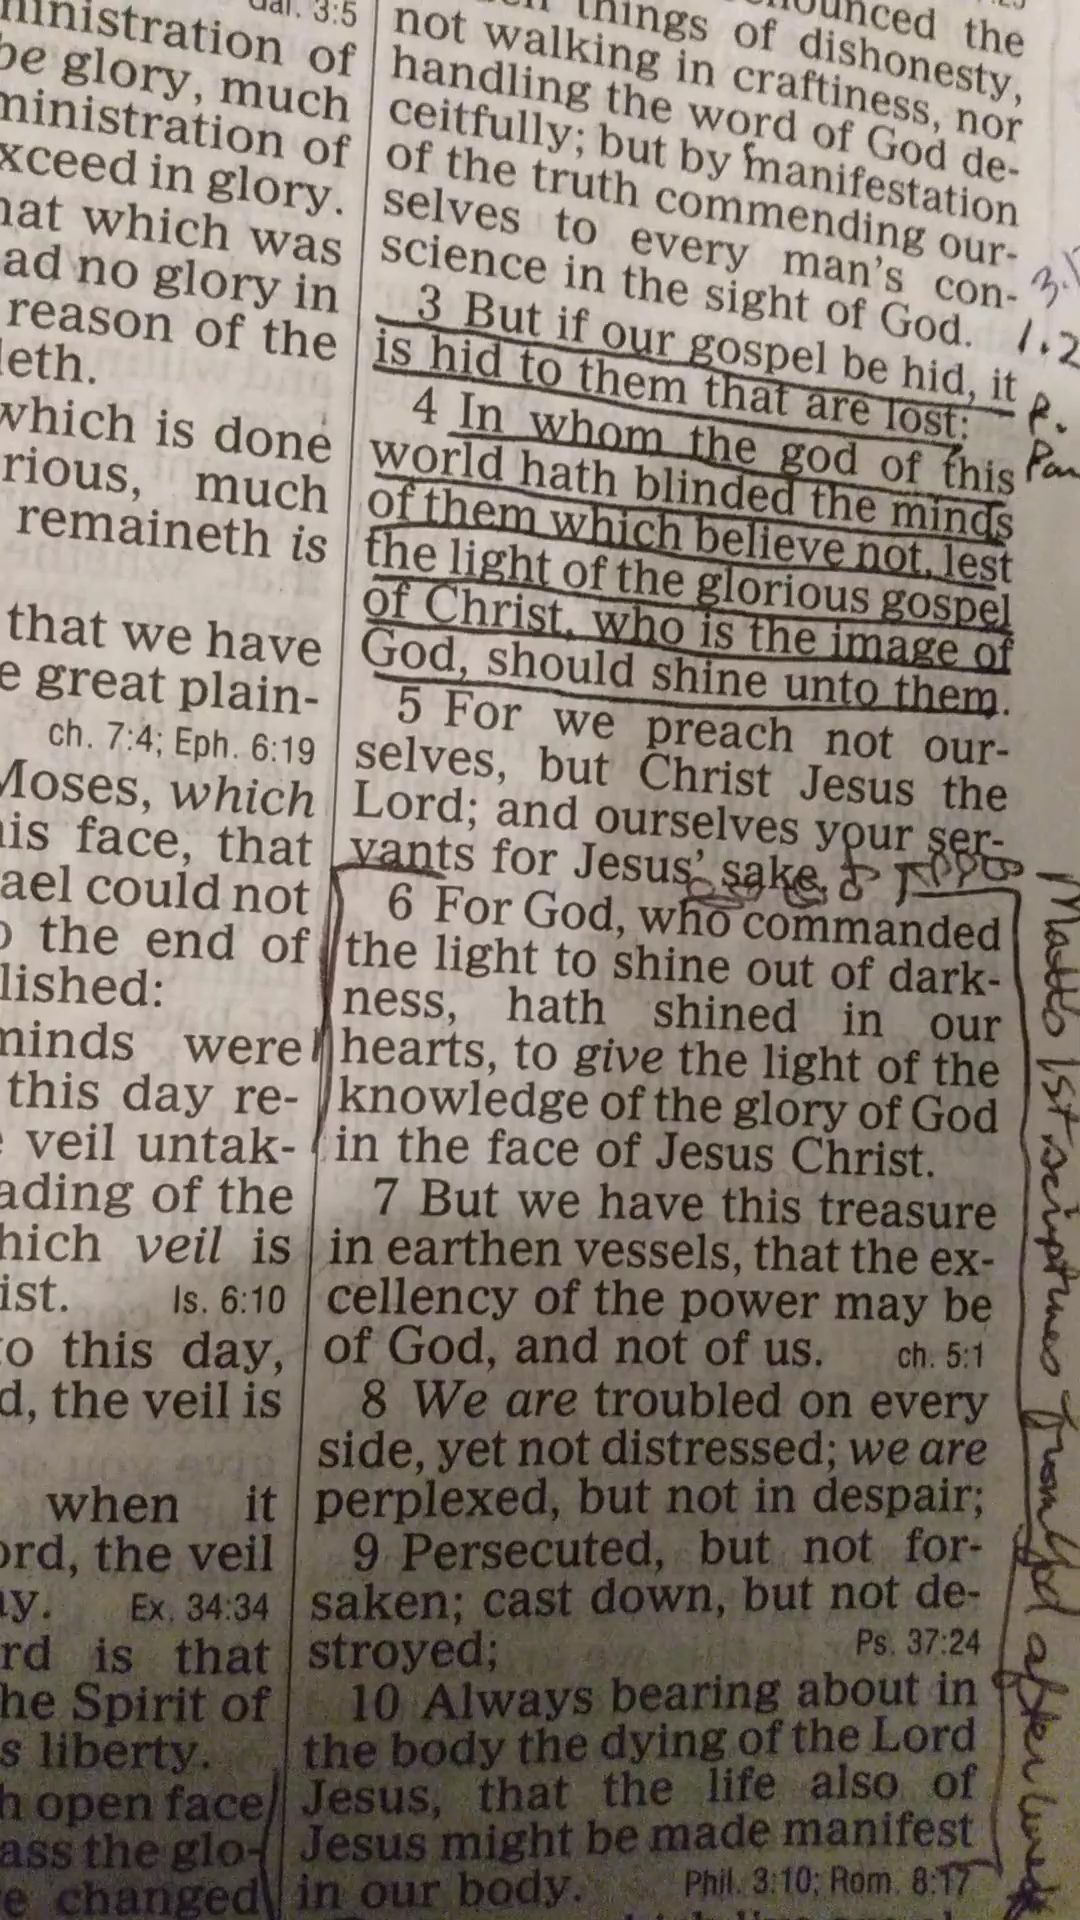 Gal. 3:5
ministration of
be glory, much
ministration of
xceed in glory.
hat which was
ad no glory in
reason of the
leth.
which is done
rious, much
remaineth is
that we have
e great plain-
ch. 7:4; Eph. 6:19
Moses, which
is face, that
ael could not
o the end of
lished:
minds were
this day re-
e veil untak-
ading of the
hich veil is
ist. Is. 6:10
to this day,
d, the veil is
when it
ord, the veil
ay. Ex. 34:34
rd is that
he Spirit of
s liberty.
h open face
ass the glo-
e changed
things of dishonesty,
not walking in craftiness, nor
handling the word of God de-
ceitfully; but by manifestation
of the truth commending our-
selves to every man's con-
science in the sight of God.
3 But if our gospel be hid, it
is hid to them that are lost:
4 In whom the god of this
world hath blinded the minds
of them which believe not, lest
the light of the glorious gospel
of Christ, who is the image of
God, should shine unto them.
5 For we preach not our-
selves, but Christ Jesus the
Lord; and ourselves your ser-
vants for Jesus' sake.
6 For God, who commanded
the light to shine out of dark-
ness, hath shined in our
hearts, to give the light of the
knowledge of the glory of God
in the face of Jesus Christ.
7 But we have this treasure
in earthen vessels, that the ex-
cellency of the power may be
of God, and not of us. ch. 5:1
8 We are troubled on every
side, yet not distressed; we are
perplexed, but not in despair;
9 Persecuted, but not for-
saken; cast down, but not de-
stroyed; Ps. 37:24
10 Always bearing about in
the body the dying of the Lord
Jesus, that the life also of
Jesus might be made manifest
in our body. Phil. 3:10; Rom. 8:17
1.2
1st scriptures from God after